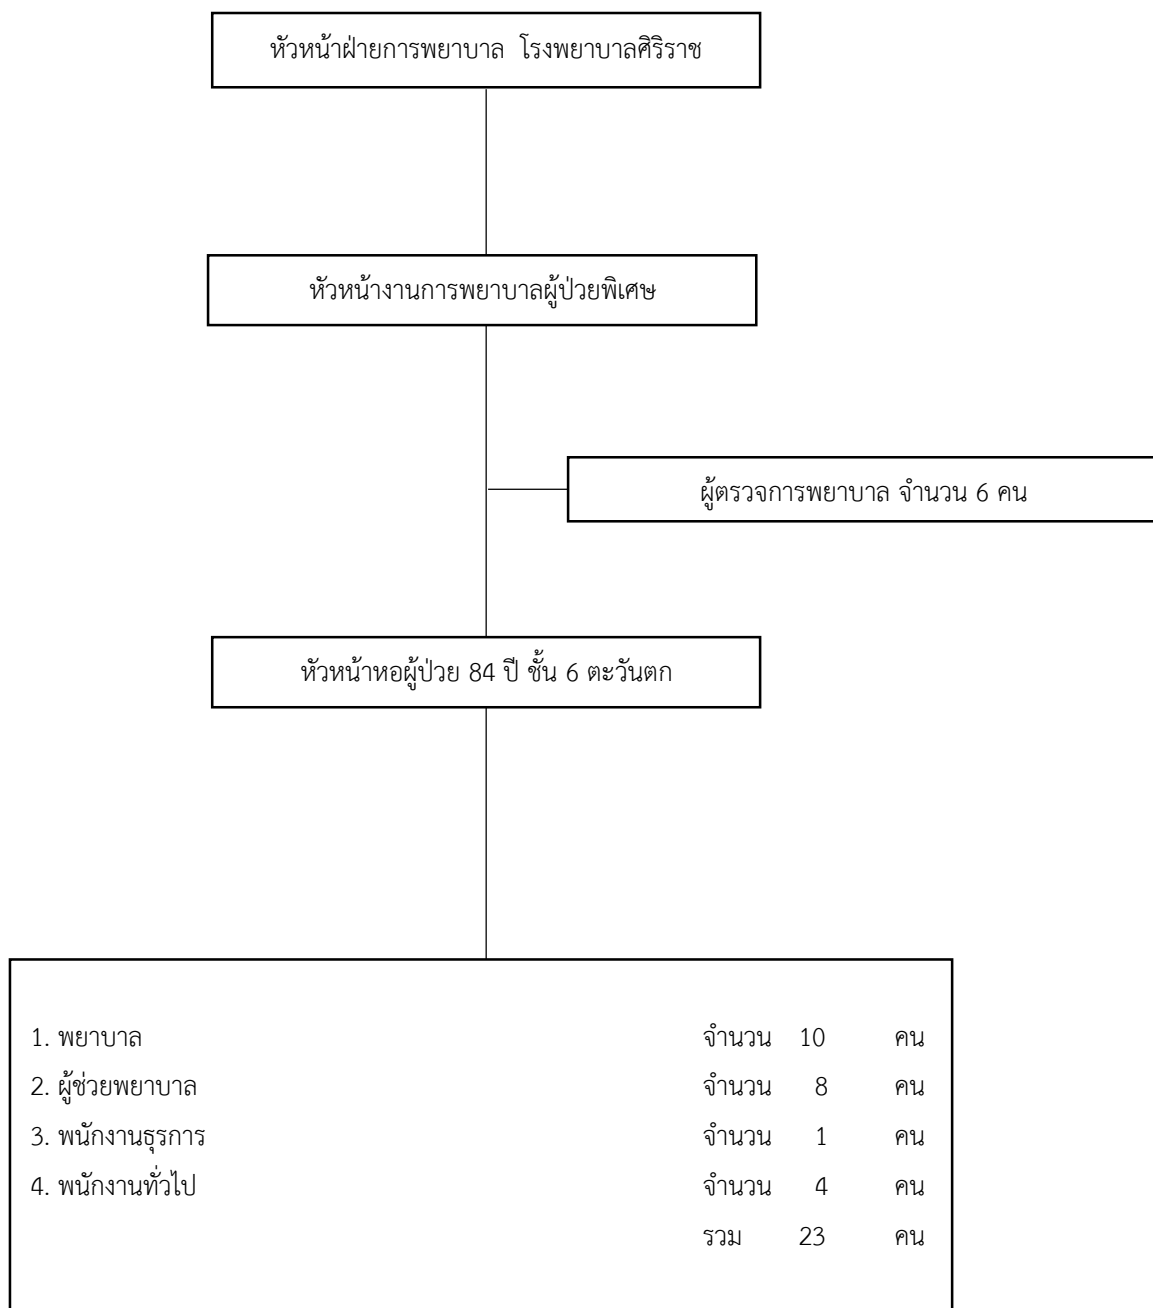 หัวหน้าฝ่ายการพยาบาล โรงพยาบาลศิริราช
หัวหน้างานการพยาบาลผู้ป่วยพิเศษ
ผู้ตรวจการพยาบาล จำนวน 6 คน
หัวหน้าหอผู้ป่วย 84 ปี ชั้น 6 ตะวันตก
1. พยาบาล จำนวน 10 คน
2. ผู้ช่วยพยาบาล จำนวน 8 คน
3. พนักงานธุรการ จำนวน 1 คน
4. พนักงานทั่วไป จำนวน 4 คน
รวม 23 คน